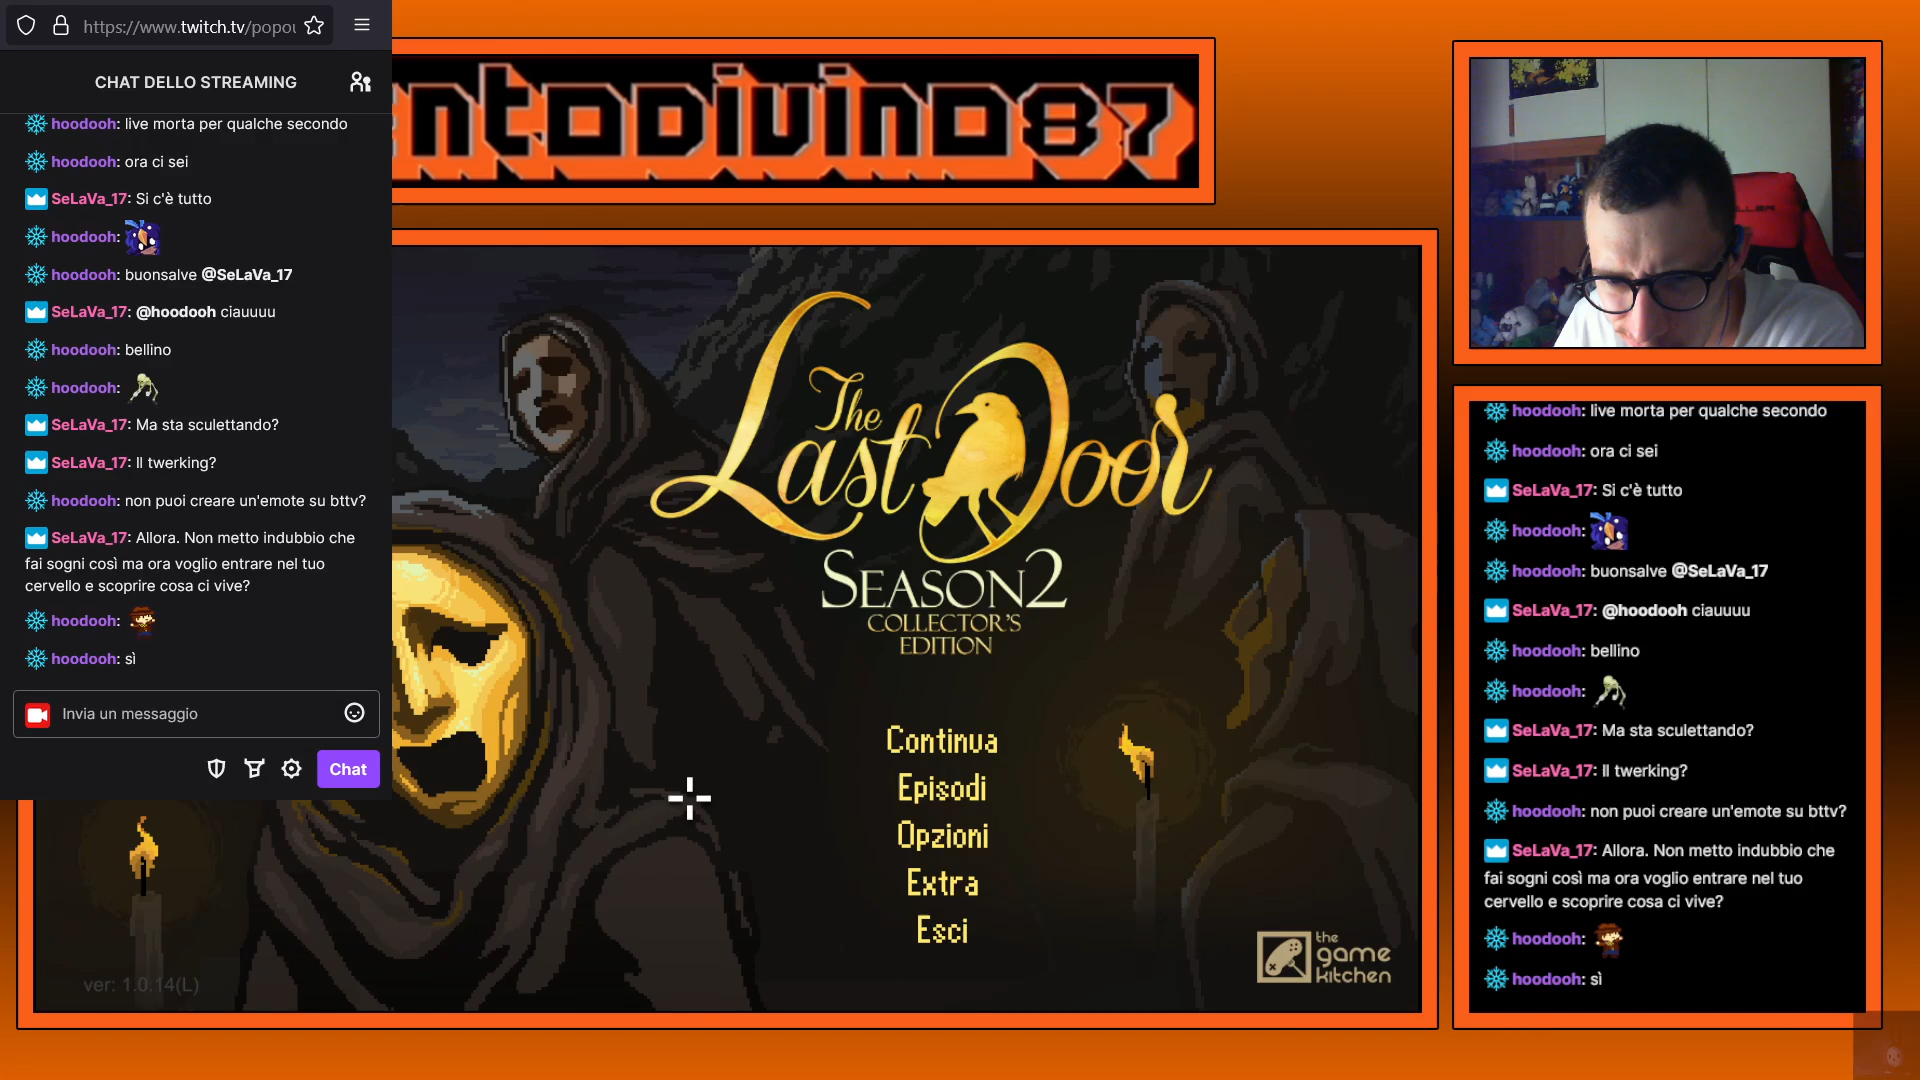 https://www.twitch.tv/popou
CHAT DELLO STREAMING
hoodooh: live morta per qualche secondo
hoodooh: ora ci sei
SeLaVa_17: Si c'è tutto
hoodooh:
hoodooh: buonsalve @SeLaVa_17
SeLaVa_17: @hoodooh ciauuuu
hoodooh: bellino
hoodooh:
SeLaVa_17: Ma sta sculettando?
SeLaVa_17: Il twerking?
hoodooh: non puoi creare un'emote su bttv?
SeLaVa_17: Allora. Non metto indubbio che
fai sogni così ma ora voglio entrare nel tuo
cervello e scoprire cosa ci vive?
hoodooh:
hoodooh: sì
Invia un messaggio
Chat
ntodivino87
The
Last Door
SEASON 2
COLLECTOR'S
EDITION
Continua
Episodi
Opzioni
Extra
Esci
ver: 1.0.14(L)
the
game
kitchen
hoodooh: live morta per qualche secondo
hoodooh: ora ci sei
SeLaVa_17: Si c'è tutto
hoodooh:
hoodooh: buonsalve @SeLaVa_17
SeLaVa_17: @hoodooh ciauuuu
hoodooh: bellino
hoodooh:
SeLaVa_17: Ma sta sculettando?
SeLaVa_17: Il twerking?
hoodooh: non puoi creare un'emote su bttv?
SeLaVa_17: Allora. Non metto indubbio che
fai sogni così ma ora voglio entrare nel tuo
cervello e scoprire cosa ci vive?
hoodooh:
hoodooh: sì